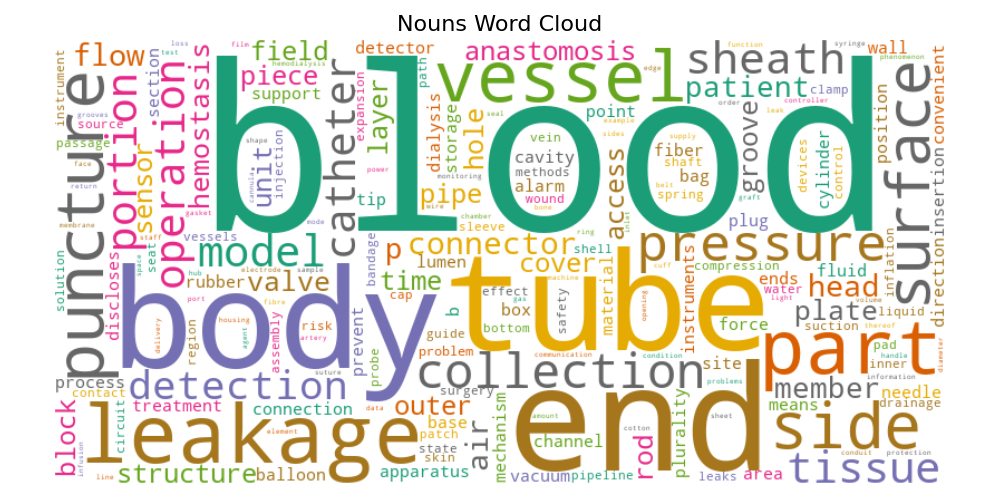 Nouns Word Cloud
blood
body
tube
end
vessel
part
leakage
puncture
surface
pressure
side
tissue
sheath
model
collection
detection
operation
portion
catheter
connector
anastomosis
flow
field
piece
support
patient
hemostasis
sensor
unit
injection
layer
dialysis
storage
hole
pipe
access
groove
cylinder
position
wall
detector
point
vein
cavity
methods
alarm
wound
fiber
shaft
bag
spring
plug
clamp
devices
control
convenient
insertion
direction
inflation
instrument
source
passage
section
expansion
tip
p
time
lumen
cover
shell
sleeve
valve
rubber
vessels
seat
discloses
solution
region
assembly
risk
prevent
bandage
cap
probe
guide
problem
effect
box
bottom
safety
material
instruments
compression
ends
water
fluid
head
plate
suction
liquid
force
site
member
means
needle
drainage
inner
pad
process
contact
block
circuit
treatment
connection
structure
balloon
outer
base
patch
state
skin
apparatus
surgery
air
mechanism
vacuum
channel
pipeline
rod
plurality
leaks
area
b
path
loss
film
test
hemodialysis
grooves
face
return
membrane
staff
gasket
shape
cannula
power
mode
monitoring
wire
chamber
seal
edge
example
sides
supply
belt
graft
function
order
leak
controller
syringe
phenomenon
ring
bone
inlet
cuff
machine
opening
gas
communication
condition
problems
light
volume
thereof
handle
diameter
information
protection
conduit
sheet
cotton
amount
data
element
suture
artery
fibre
agent
housing
port
hub
electrode
sample
space
delivery
line
infusion